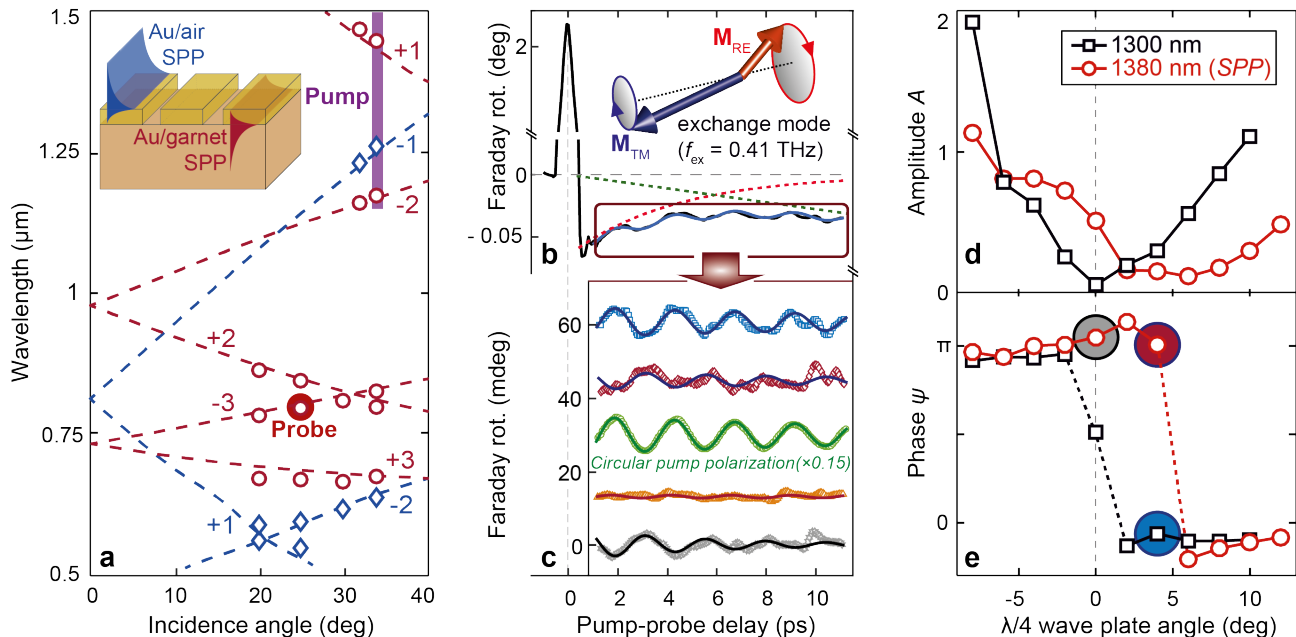 1.5
1.25
1
0.75
0.5
Wavelength (µm)
0
10
20
30
40
Incidence angle (deg)
Au/air
SPP
Au/garnet
SPP
Pump
Probe
+1
-1
-2
+2
-3
+3
-2
+1
a
Faraday rot. (deg)
2
0
- 0.05
M_RE
M_TM
exchange mode
(f_ex = 0.41 THz)
b
Faraday rot. (mdeg)
60
40
20
0
Circular pump polarization(×0.15)
c
0
2
4
6
8
10
Pump-probe delay (ps)
Amplitude A
2
1
0
1300 nm
1380 nm (SPP)
d
Phase ψ
π
0
e
-5
0
5
10
λ/4 wave plate angle (deg)